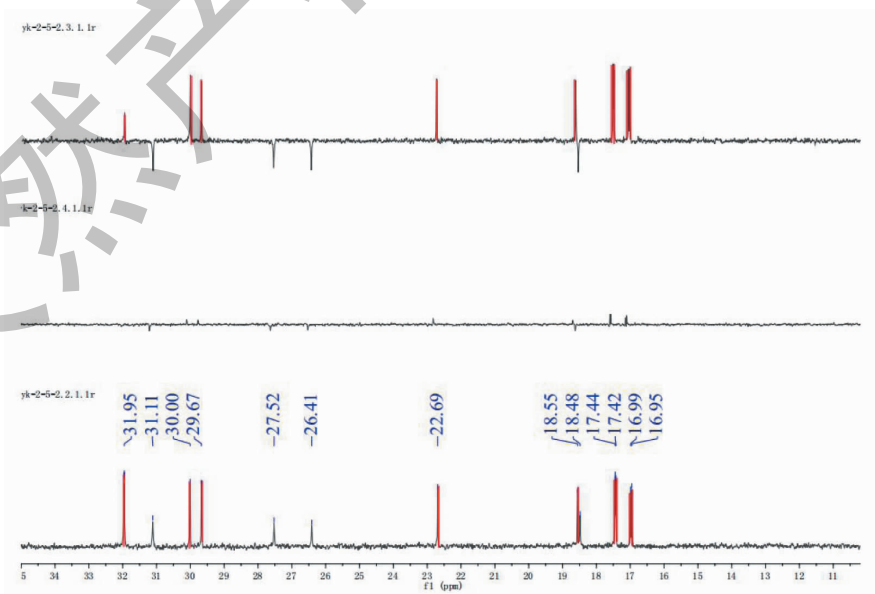 yk-2-5-2.3.1.1r
k-2-5-2.4.1.1r
yk-2-5-2.2.1.1r
31.95
31.11
30.00
29.67
27.52
26.41
22.69
18.55
18.48
17.44
17.42
16.99
16.95
5 34 33 32 31 30 29 28 27 26 25 24 23 22 21 20 19 18 17 16 15 14 13 12 11
f1 (ppm)